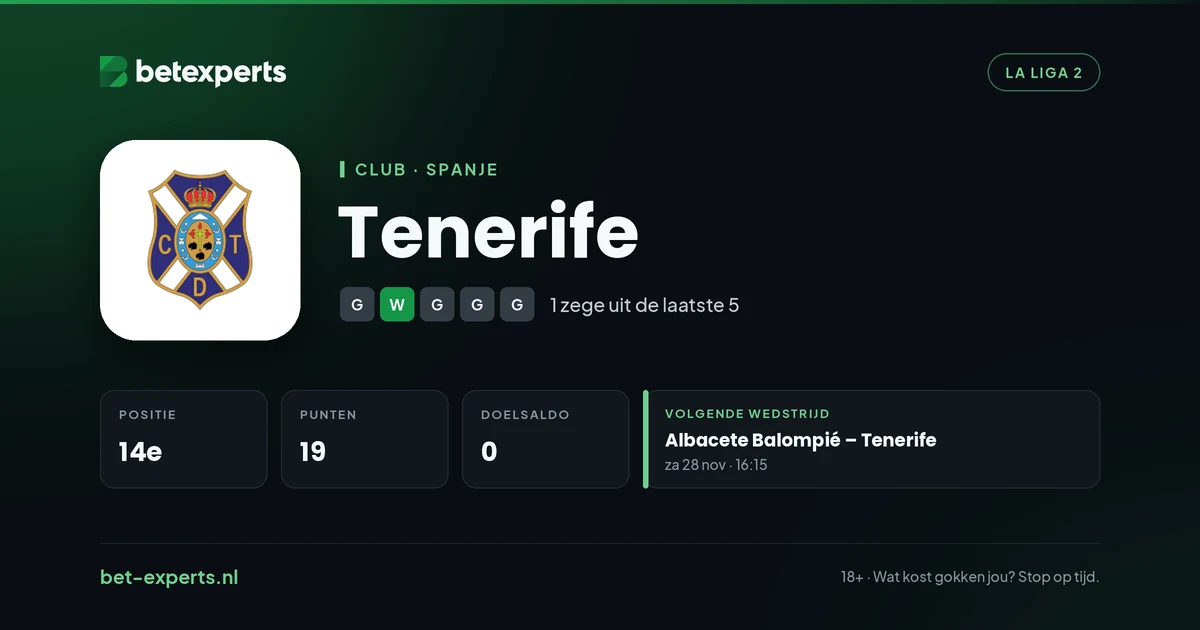 betexperts
LA LIGA 2
C T
D
CLUB · SPANJE
Tenerife
G W G G G 1 zege uit de laatste 5
POSITIE
14e
PUNTEN
19
DOELSALDO
0
VOLGENDE WEDSTRIJD
Albacete Balompié – Tenerife
za 28 nov · 16:15
bet-experts.nl
18+ · Wat kost gokken jou? Stop op tijd.